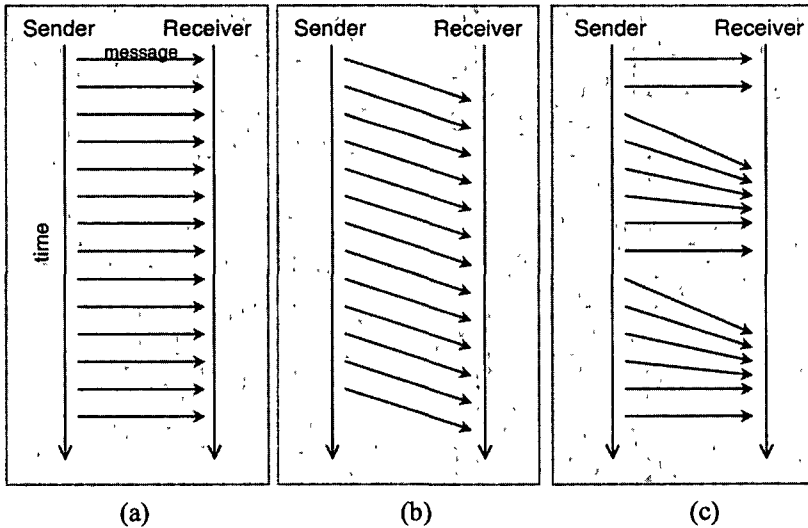 Sender Receiver
message
time
(a)
Sender Receiver
(b)
Sender Receiver
(c)